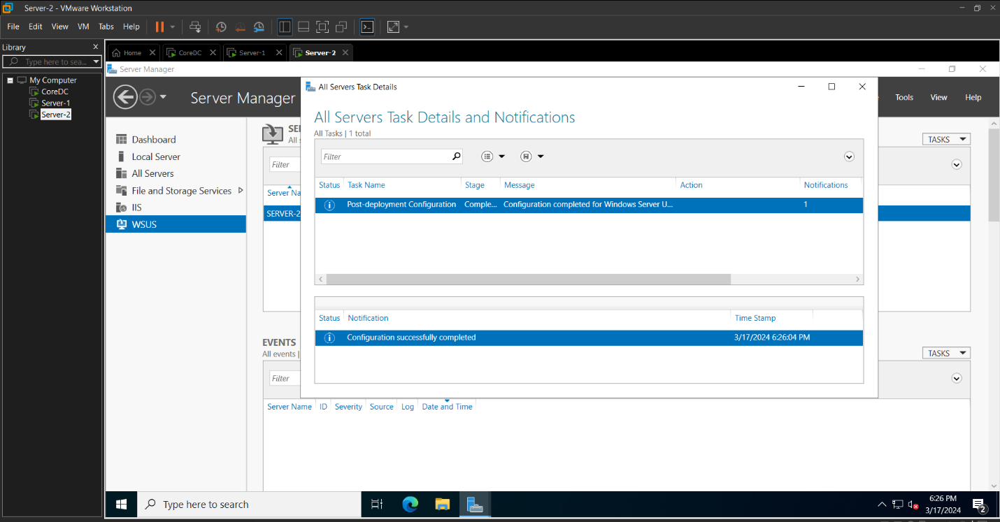 Server-2 - VMware Workstation
File Edit View VM Tabs Help
Library
Type here to sea...
My Computer
CoreDC
Server-1
Server-2
Home CoreDC Server-1 Server-2
Server Manager
Server Manager
Tools View Help
Dashboard
Local Server
All Servers
File and Storage Services
IIS
WSUS
SE
All s
TASKS
Filter
Server Na
SERVER-2
All Servers Task Details
All Servers Task Details and Notifications
All Tasks | 1 total
Filter
Status Task Name Stage Message Action Notifications
Post-deployment Configuration Comple... Configuration completed for Windows Server U... 1
Status Notification Time Stamp
Configuration successfully completed 3/17/2024 6:26:04 PM
EVENTS
All events |
TASKS
Filter
Server Name ID Severity Source Log Date and Time
Type here to search
6:26 PM
3/17/2024
2